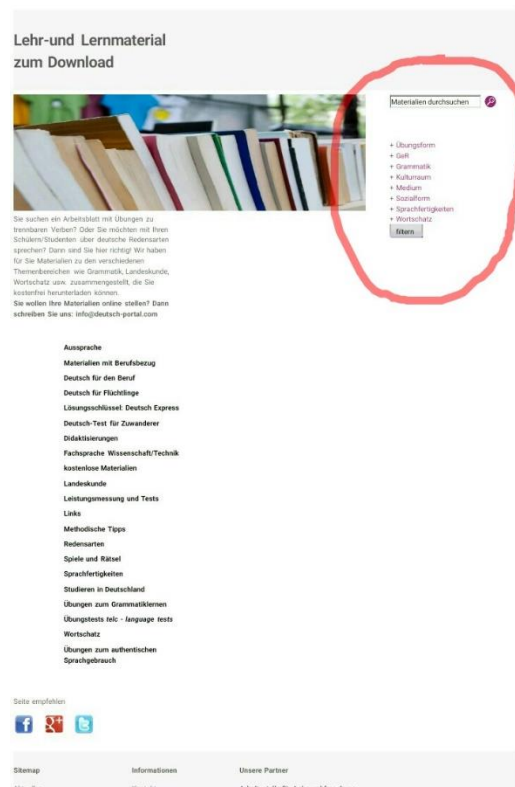 Lehr-und Lernmaterial
zum Download
Materialien durchsuchen
+ Übungsform
+ GeR
+ Grammatik
+ Kulturraum
+ Medium
+ Sozialform
+ Sprachfertigkeiten
+ Wortschatz
filtern
Sie suchen ein Arbeitsblatt mit Übungen zu
trennbaren Verben? Oder Sie möchten mit Ihren
Schülern/Studenten über deutsche Redensarten
sprechen? Dann sind Sie hier richtig! Wir haben
für Sie Materialien zu den verschiedenen
Themenbereichen wie Grammatik, Landeskunde,
Wortschatz usw. zusammengestellt, die Sie
kostenfrei herunterladen können.
Sie wollen Ihre Materialien online stellen? Dann
schreiben Sie uns: info@deutsch-portal.com
Aussprache
Materialien mit Berufsbezug
Deutsch für den Beruf
Deutsch für Flüchtlinge
Lösungsschlüssel: Deutsch Express
Deutsch-Test für Zuwanderer
Didaktisierungen
Fachsprache Wissenschaft/Technik
kostenlose Materialien
Landeskunde
Leistungsmessung und Tests
Links
Methodische Tipps
Redensarten
Spiele und Rätsel
Sprachfertigkeiten
Studieren in Deutschland
Übungen zum Grammatiklernen
Übungstests telc - language tests
Wortschatz
Übungen zum authentischen
Sprachgebrauch
Seite empfehlen
Sitemap
Informationen
Unsere Partner